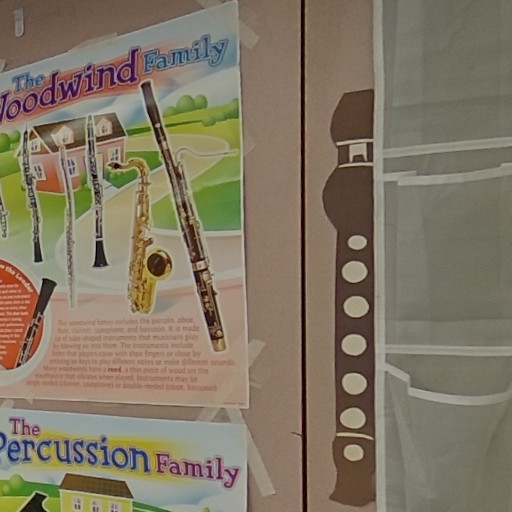 The
Woodwind Family
The woodwind family includes the piccolo, oboe,
flute, clarinet, saxophone, and bassoon. It is made
up of tube-shaped instruments that musicians play
by blowing air into them. The instruments include
holes that players cover with their fingers or close by
pressing on keys to play different notes or make different sounds.
Many woodwinds have a reed, a thin piece of wood on the
mouthpiece that vibrates when played. Instruments may be
single-reeded (clarinet, saxophone) or double-reeded (oboe, bassoon).
The
Percussion Family